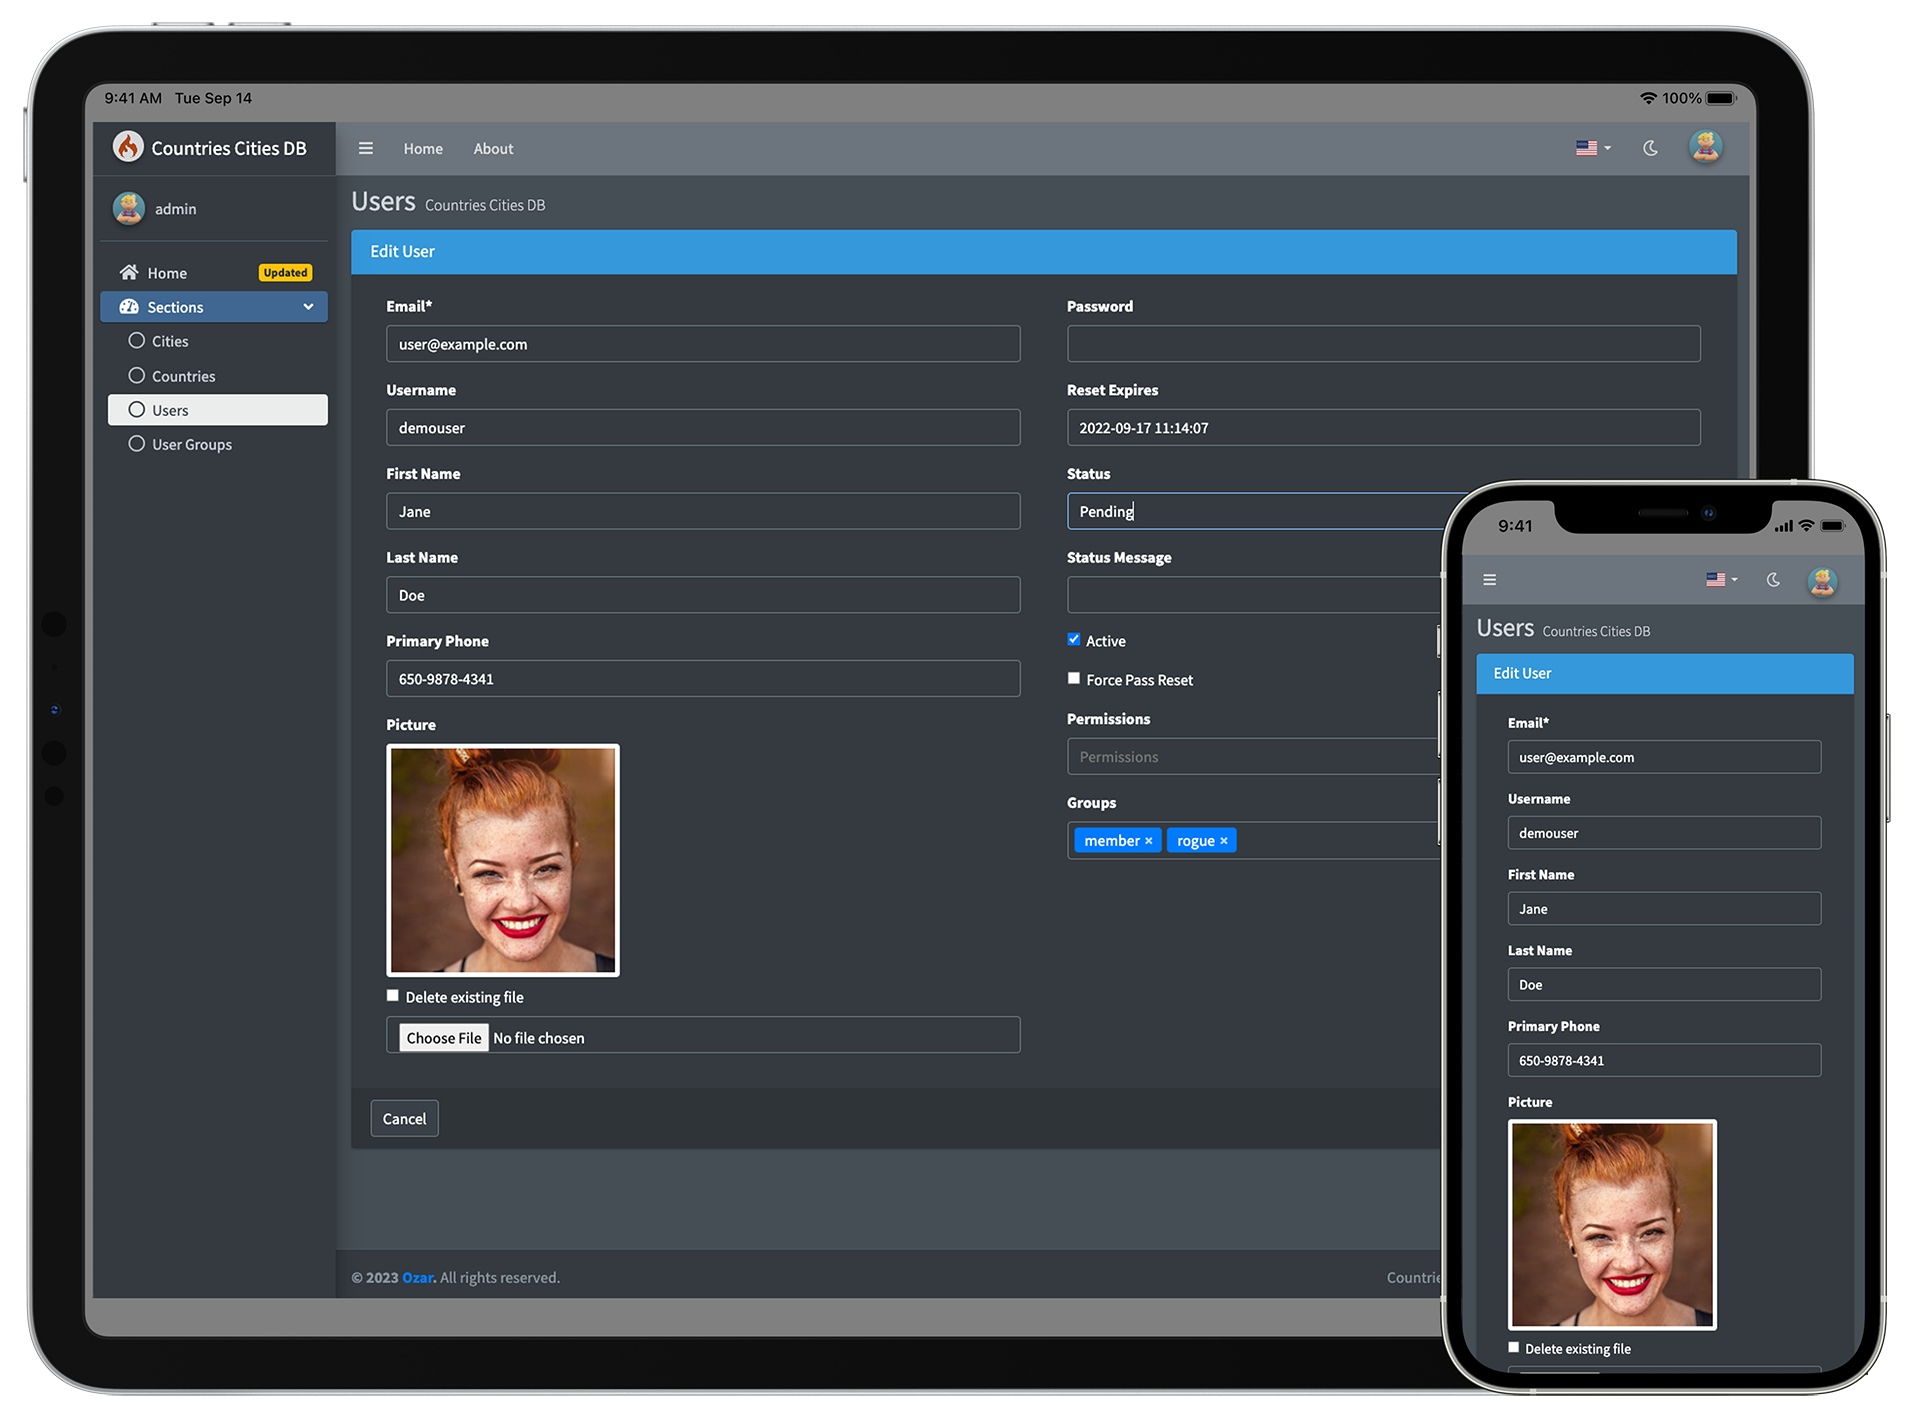 9:41 AM Tue Sep 14
100%
Countries Cities DB
Home About
admin
Home Updated
Sections
Cities
Countries
Users
User Groups
Users Countries Cities DB
Edit User
Email*
user@example.com
Username
demouser
First Name
Jane
Last Name
Doe
Primary Phone
650-9878-4341
Picture
Delete existing file
Choose File No file chosen
Password
Reset Expires
2022-09-17 11:14:07
Status
Pending
Status Message
Active
Force Pass Reset
Permissions
Permissions
Groups
member × rogue ×
Cancel
© 2023 Ozar. All rights reserved.
9:41
Users Countries Cities DB
Edit User
Email*
user@example.com
Username
demouser
First Name
Jane
Last Name
Doe
Primary Phone
650-9878-4341
Picture
Delete existing file